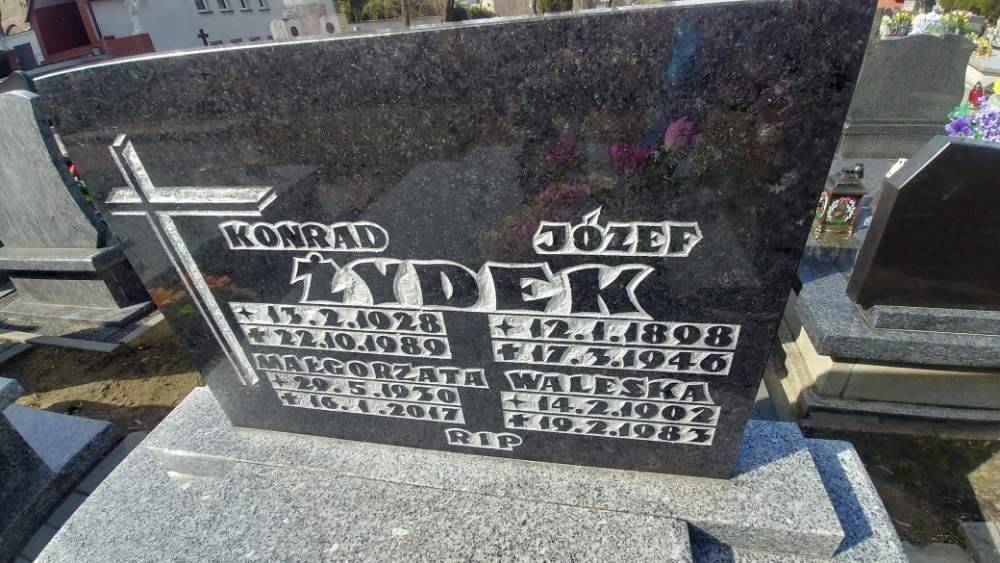 KONRAD JÓZEF
ŻYDEK
* 13.2.1928
✝ 22.10.1989
MAŁGORZATA
* 29.5.1930
✝ 16.1.2017
* 12.1.1898
✝ 17.3.1946
WALESKA
* 14.2.1902
✝ 19.2.1983
RIP